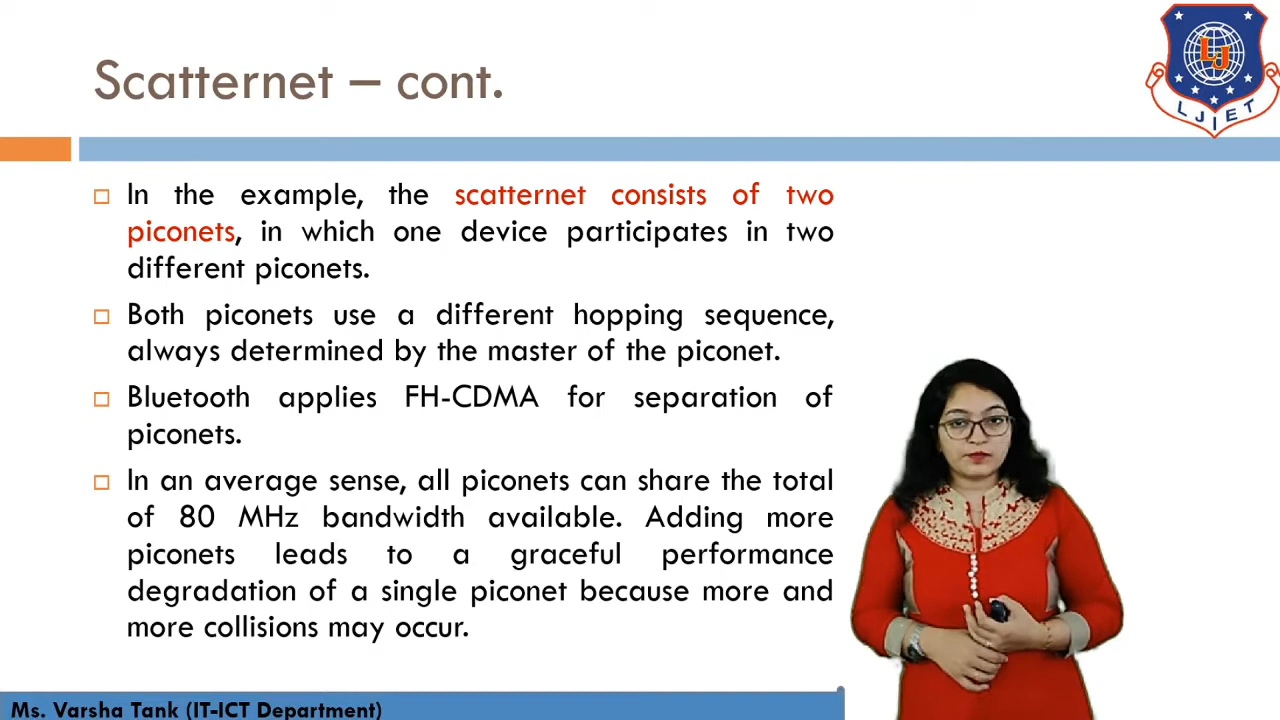 Scatternet – cont.
LJ
LJIET
In the example, the scatternet consists of two
piconets, in which one device participates in two
different piconets.
Both piconets use a different hopping sequence,
always determined by the master of the piconet.
Bluetooth applies FH-CDMA for separation of
piconets.
In an average sense, all piconets can share the total
of 80 MHz bandwidth available. Adding more
piconets leads to a graceful performance
degradation of a single piconet because more and
more collisions may occur.
Ms. Varsha Tank (IT-ICT Department)